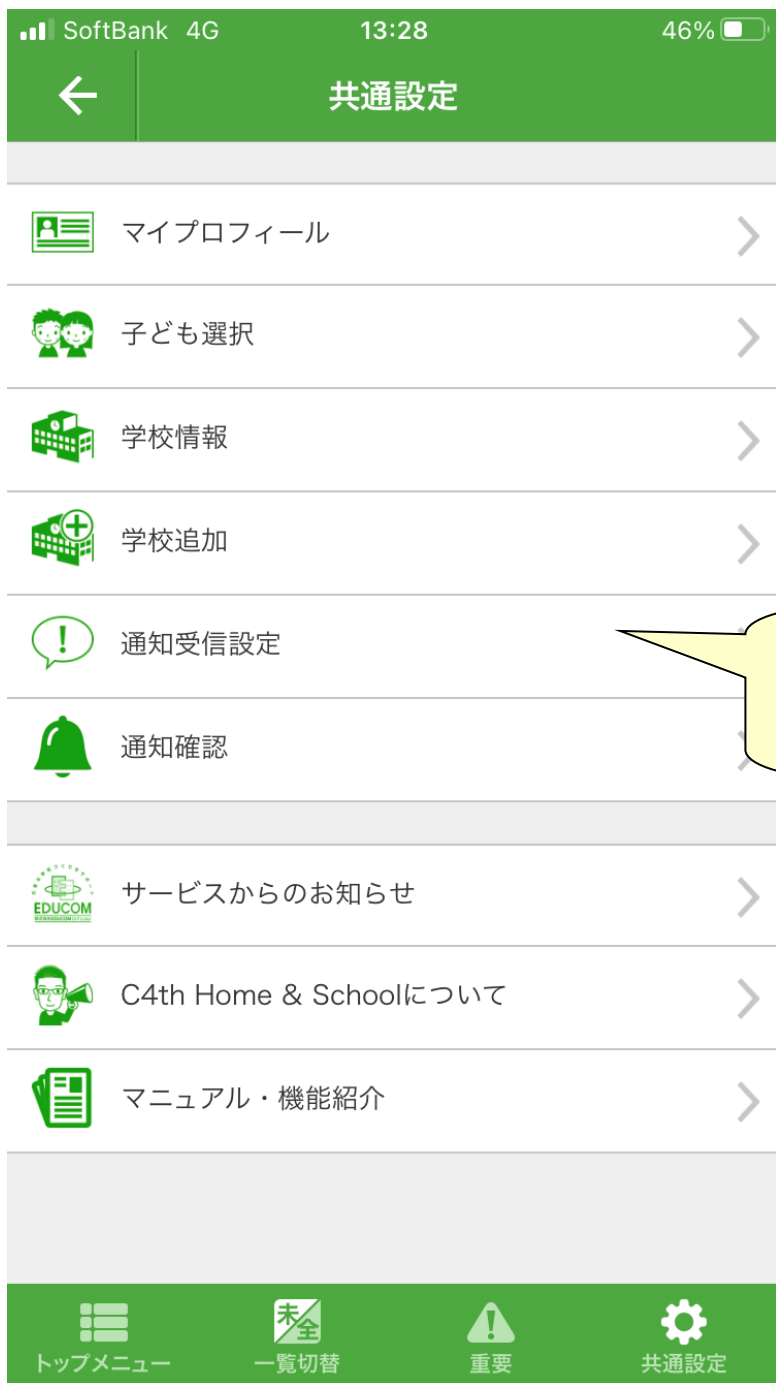 SoftBank 4G 13:28 46%
共通設定
マイプロフィール
子ども選択
学校情報
学校追加
通知受信設定
通知確認
EDUCOM
サービスからのお知らせ
C4th Home & Schoolについて
マニュアル・機能紹介
未全
トップメニュー 一覧切替 重要 共通設定